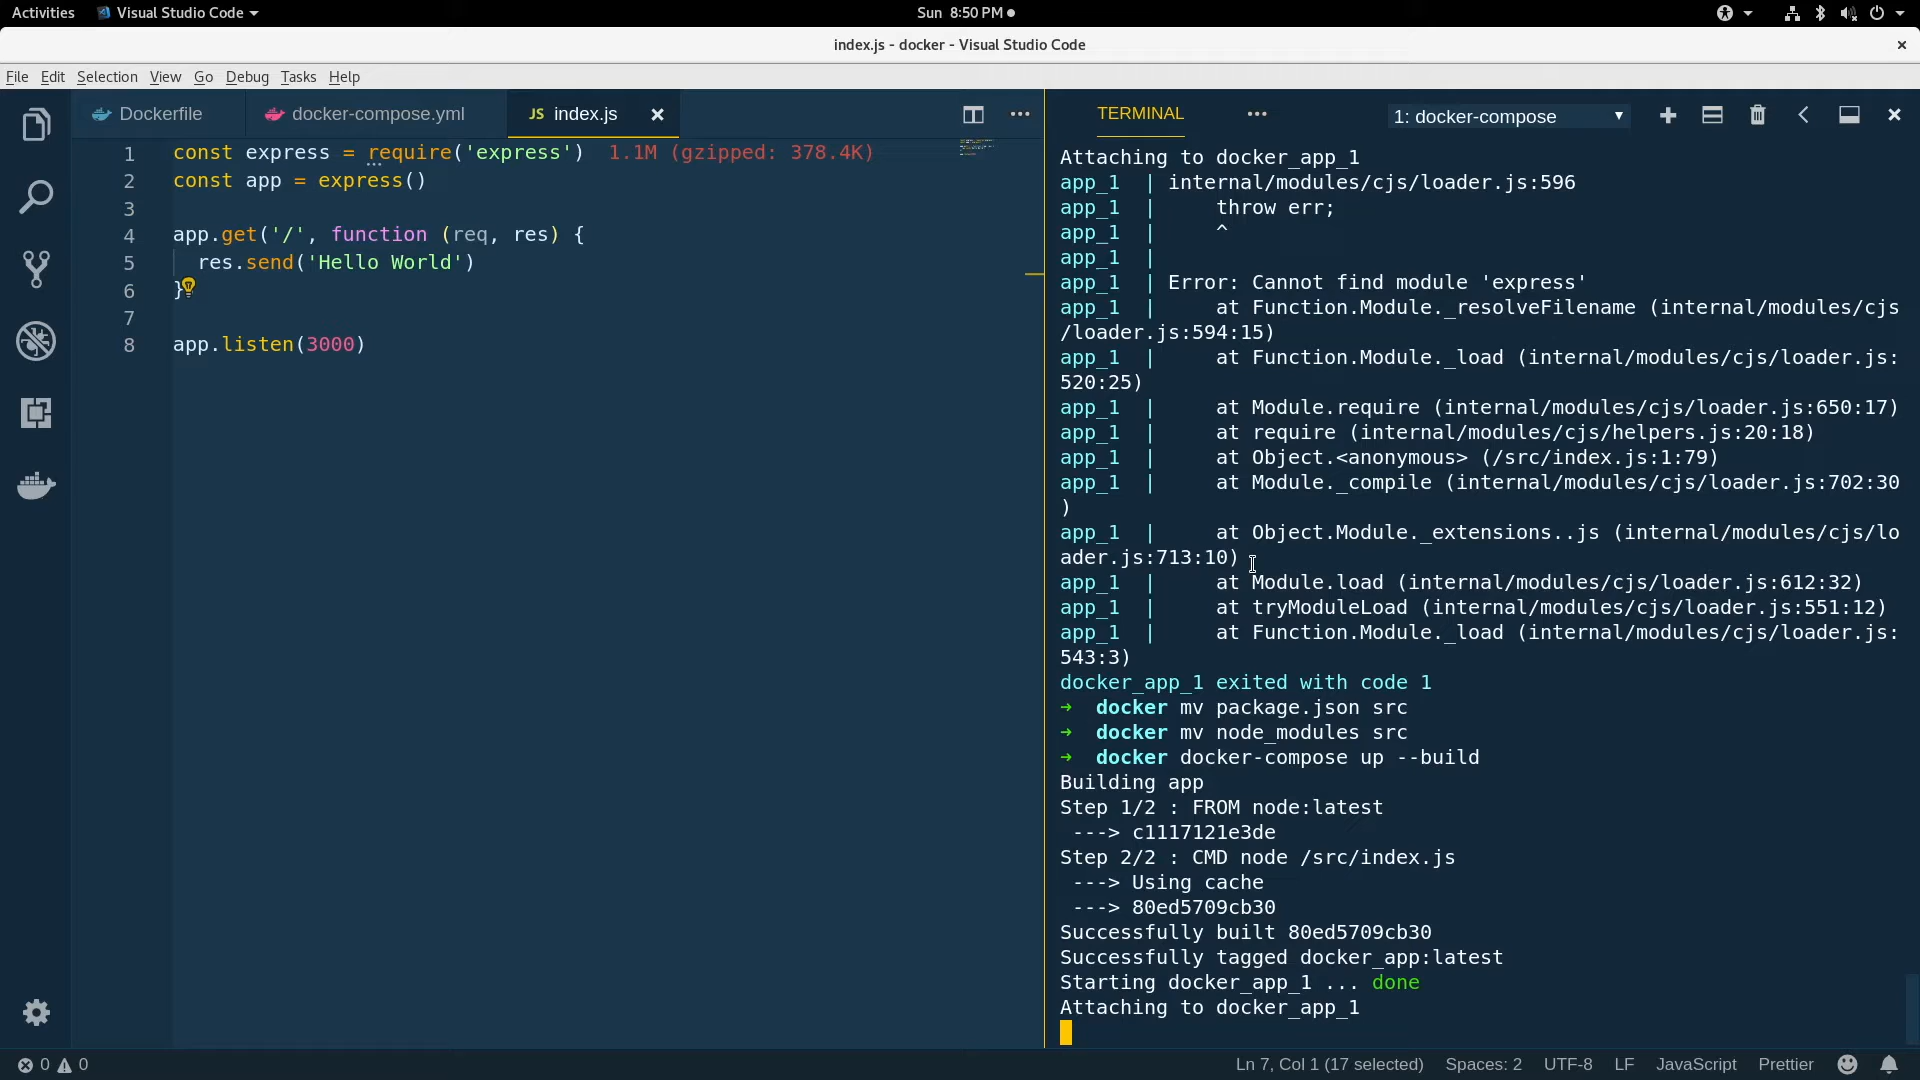 Activities Visual Studio Code Sun 8:50 PM
index.js - docker - Visual Studio Code
File Edit Selection View Go Debug Tasks Help
Dockerfile docker-compose.yml JS index.js
1 const express = require('express') 1.1M (gzipped: 378.4K)
2 const app = express()
3
4 app.get('/', function (req, res) {
5 res.send('Hello World')
6 }
7
8 app.listen(3000)
TERMINAL 1: docker-compose
Attaching to docker_app_1
app_1 | internal/modules/cjs/loader.js:596
app_1 | throw err;
app_1 | ^
app_1 |
app_1 | Error: Cannot find module 'express'
app_1 | at Function.Module._resolveFilename (internal/modules/cjs
/loader.js:594:15)
app_1 | at Function.Module._load (internal/modules/cjs/loader.js:
520:25)
app_1 | at Module.require (internal/modules/cjs/loader.js:650:17)
app_1 | at require (internal/modules/cjs/helpers.js:20:18)
app_1 | at Object.<anonymous> (/src/index.js:1:79)
app_1 | at Module._compile (internal/modules/cjs/loader.js:702:30
)
app_1 | at Object.Module._extensions..js (internal/modules/cjs/lo
ader.js:713:10)
app_1 | at Module.load (internal/modules/cjs/loader.js:612:32)
app_1 | at tryModuleLoad (internal/modules/cjs/loader.js:551:12)
app_1 | at Function.Module._load (internal/modules/cjs/loader.js:
543:3)
docker_app_1 exited with code 1
➜ docker mv package.json src
➜ docker mv node_modules src
➜ docker docker-compose up --build
Building app
Step 1/2 : FROM node:latest
---> c1117121e3de
Step 2/2 : CMD node /src/index.js
---> Using cache
---> 80ed5709cb30
Successfully built 80ed5709cb30
Successfully tagged docker_app:latest
Starting docker_app_1 ... done
Attaching to docker_app_1
0 0 Ln 7, Col 1 (17 selected) Spaces: 2 UTF-8 LF JavaScript Prettier